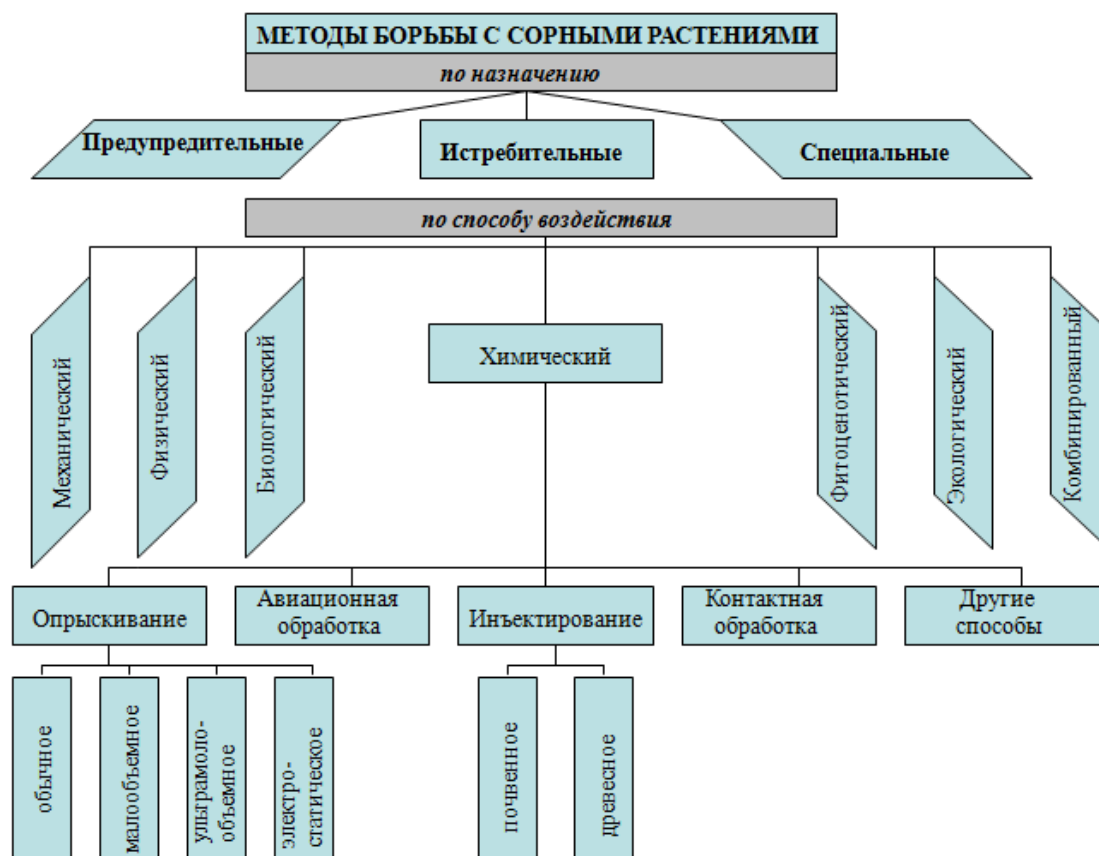 МЕТОДЫ БОРЬБЫ С СОРНЫМИ РАСТЕНИЯМИ
по назначению
Предупредительные
Истребительные
Специальные
по способу воздействия
Механический
Физический
Биологический
Химический
Фитоценотический
Экологический
Комбинированный
Опрыскивание
Авиационная
обработка
Инъектирование
Контактная
обработка
Другие
способы
обычное
малообъемное
ультрамоло-
объемное
электро-
статическое
почвенное
древесное